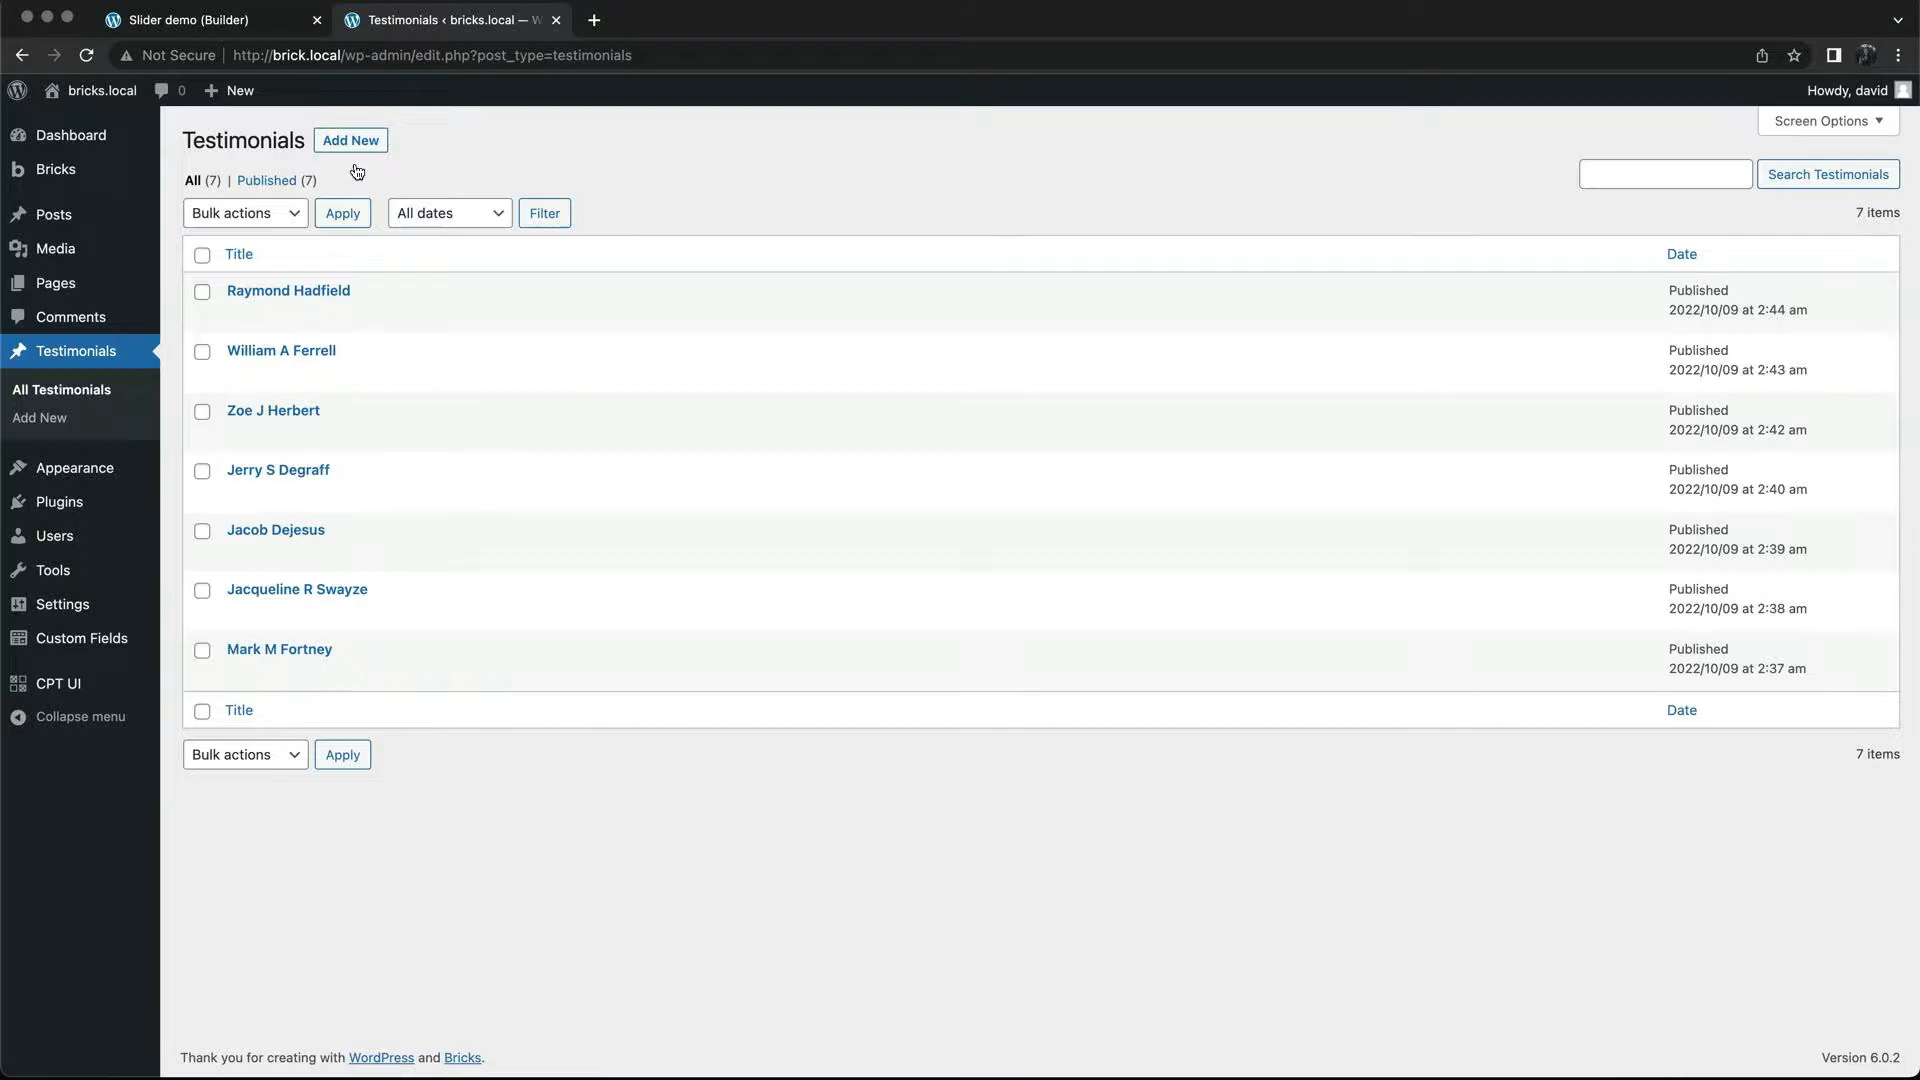 Slider demo (Builder)
Testimonials ‹ bricks.local — W
Not Secure
http://brick.local/wp-admin/edit.php?post_type=testimonials
bricks.local
0
New
Howdy, david
Dashboard
Bricks
Posts
Media
Pages
Comments
Testimonials
All Testimonials
Add New
Appearance
Plugins
Users
Tools
Settings
Custom Fields
CPT UI
Collapse menu
Screen Options
Testimonials Add New
All (7) | Published (7)
Search Testimonials
Bulk actions Apply All dates Filter 7 items
Title Date
Raymond Hadfield Published
2022/10/09 at 2:44 am
William A Ferrell Published
2022/10/09 at 2:43 am
Zoe J Herbert Published
2022/10/09 at 2:42 am
Jerry S Degraff Published
2022/10/09 at 2:40 am
Jacob Dejesus Published
2022/10/09 at 2:39 am
Jacqueline R Swayze Published
2022/10/09 at 2:38 am
Mark M Fortney Published
2022/10/09 at 2:37 am
Title Date
Bulk actions Apply 7 items
Thank you for creating with WordPress and Bricks. Version 6.0.2